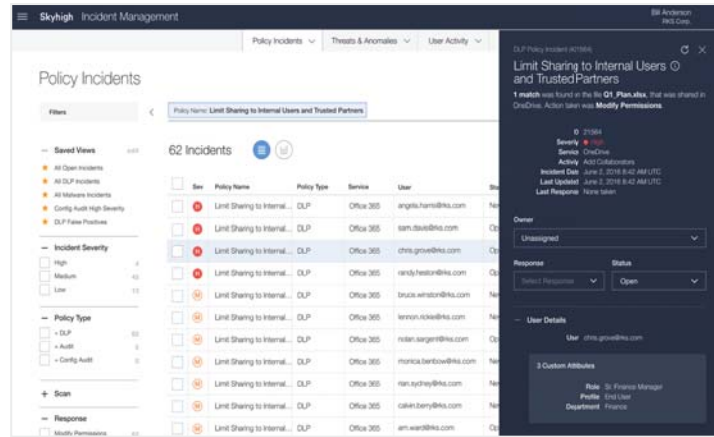 Skyhigh Incident Management
Bill Anderson
RKS Corp.
Policy Incidents
Threats & Anomalies
User Activity
Policy Incidents
Filters
Policy Name: Limit Sharing to Internal Users and Trusted Partners
Saved Views
edit
All Open Incidents
All DLP Incidents
All Malware Incidents
Config Audit High Severity
DLP False Positives
Incident Severity
High
Medium
Low
13
Policy Type
+ DLP
+ Audit
+ Config Audit
+ Scan
Response
Modify Permissions
62 Incidents
Sev Policy Name Policy Type Service User
Limit Sharing to Internal... DLP Office 365 angela.harris@rks.com
Limit Sharing to Internal... DLP Office 365 sam.davis@rks.com
Limit Sharing to Internal... DLP Office 365 chris.grove@rks.com
Limit Sharing to Internal... DLP Office 365 randy.heston@rks.com
Limit Sharing to Internal... DLP Office 365 bruce.winston@rks.com
Limit Sharing to Internal... DLP Office 365 lennon.rickie@rks.com
Limit Sharing to Internal... DLP Office 365 nolan.sargent@rks.com
Limit Sharing to Internal... DLP Office 365 monica.benbow@rks.com
Limit Sharing to Internal... DLP Office 365 rian.sydney@rks.com
Limit Sharing to Internal... DLP Office 365 calvin.berry@rks.com
Limit Sharing to Internal... DLP Office 365 am.ward@rks.com
DLP Policy Incident (#21564)
Limit Sharing to Internal Users
and Trusted Partners
1 match was found in the file Q1_Plan.xlsx, that was shared in
OneDrive. Action taken was Modify Permissions.
ID 21564
Severity High
Service OneDrive
Activity Add Collaborators
Incident Date June 2, 2016 8:42 AM UTC
Last Updated June 2, 2016 8:42 AM UTC
Last Response None taken
Owner
Unassigned
Response Status
Select Response Open
User Details
User chris.grove@rks.com
3 Custom Attributes
Role Sr. Finance Manager
Profile End User
Department Finance